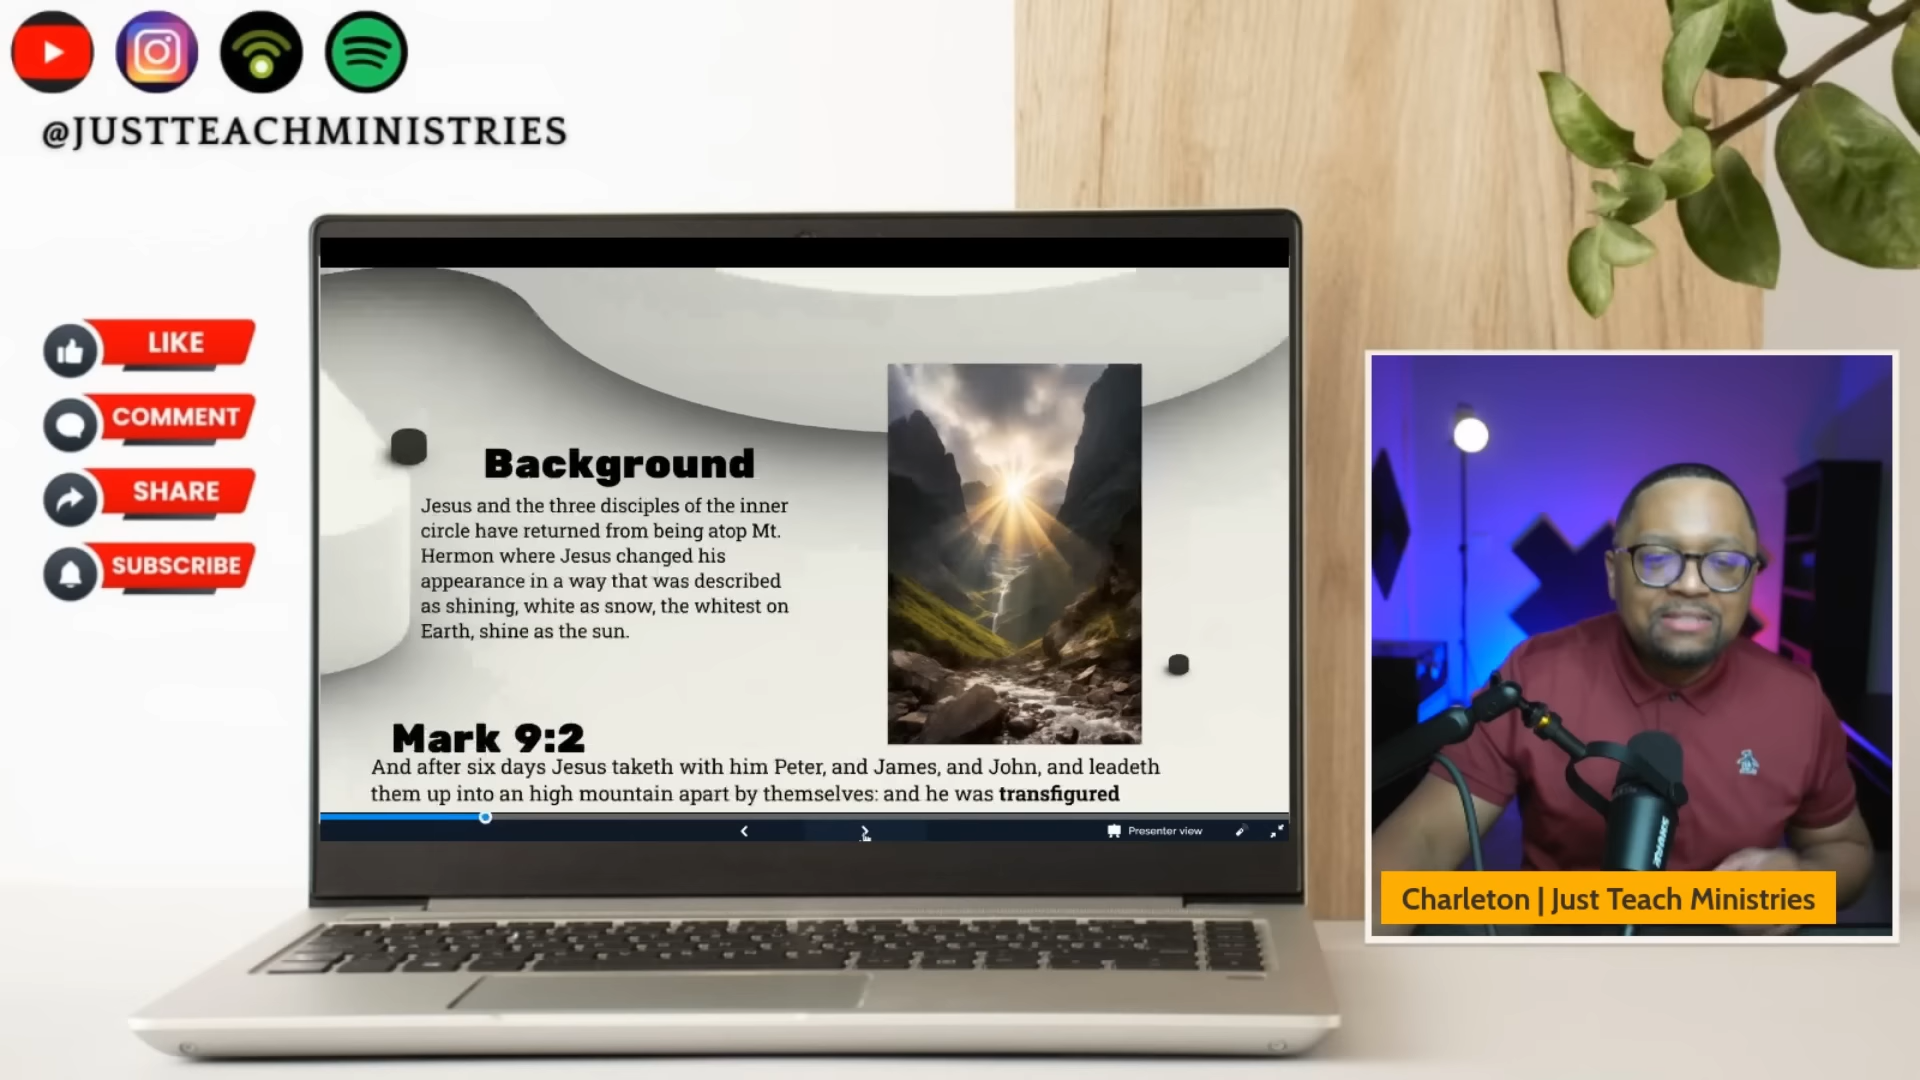 @JUSTTEACHMINISTRIES
LIKE
COMMENT
SHARE
SUBSCRIBE
Background
Jesus and the three disciples of the inner
circle have returned from being atop Mt.
Hermon where Jesus changed his
appearance in a way that was described
as shining, white as snow, the whitest on
Earth, shine as the sun.
Mark 9:2
And after six days Jesus taketh with him Peter, and James, and John, and leadeth
them up into an high mountain apart by themselves: and he was transfigured
Presenter view
SHURE
Charleton | Just Teach Ministries